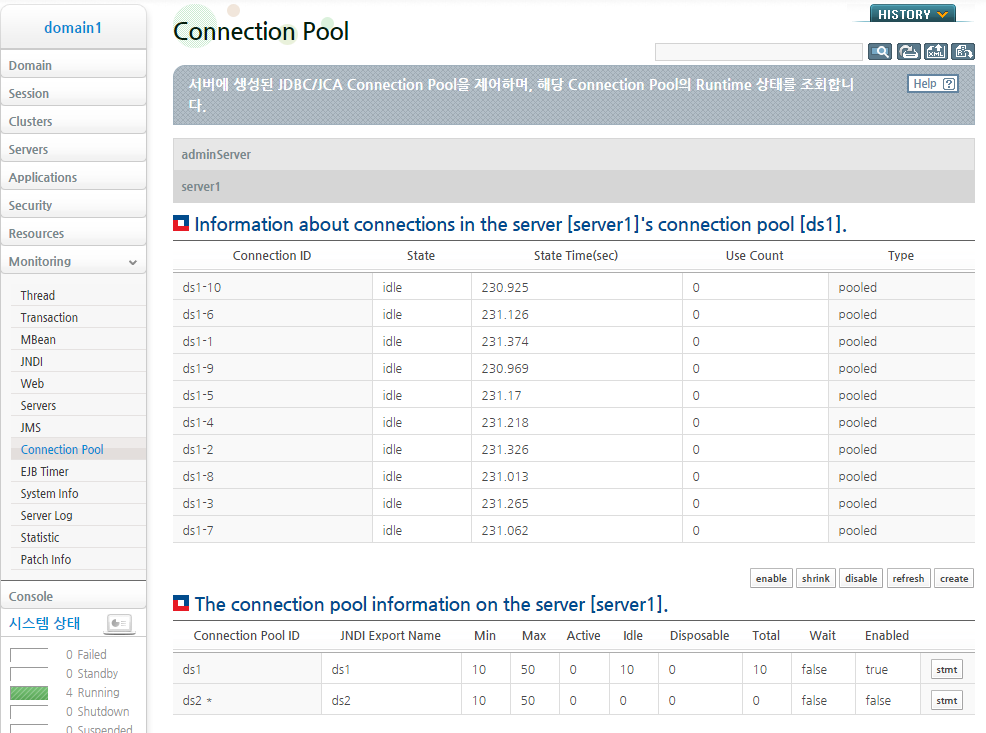 domain1
Domain
Session
Clusters
Servers
Applications
Security
Resources
Monitoring
Thread
Transaction
MBean
JNDI
Web
Servers
JMS
Connection Pool
EJB Timer
System Info
Server Log
Statistic
Patch Info
Console
시스템 상태
0 Failed
0 Standby
4 Running
0 Shutdown
0 Suspended
HISTORY
Connection Pool
XML
서버에 생성된 JDBC/JCA Connection Pool을 제어하며, 해당 Connection Pool의 Runtime 상태를 조회합니
다.
Help ?
adminServer
server1
Information about connections in the server [server1]'s connection pool [ds1].
Connection ID State State Time(sec) Use Count Type
ds1-10 idle 230.925 0 pooled
ds1-6 idle 231.126 0 pooled
ds1-1 idle 231.374 0 pooled
ds1-9 idle 230.969 0 pooled
ds1-5 idle 231.17 0 pooled
ds1-4 idle 231.218 0 pooled
ds1-2 idle 231.326 0 pooled
ds1-8 idle 231.013 0 pooled
ds1-3 idle 231.265 0 pooled
ds1-7 idle 231.062 0 pooled
enable shrink disable refresh create
The connection pool information on the server [server1].
Connection Pool ID JNDI Export Name Min Max Active Idle Disposable Total Wait Enabled
ds1 ds1 10 50 0 10 0 10 false true stmt
ds2 * ds2 10 50 0 0 0 0 false false stmt